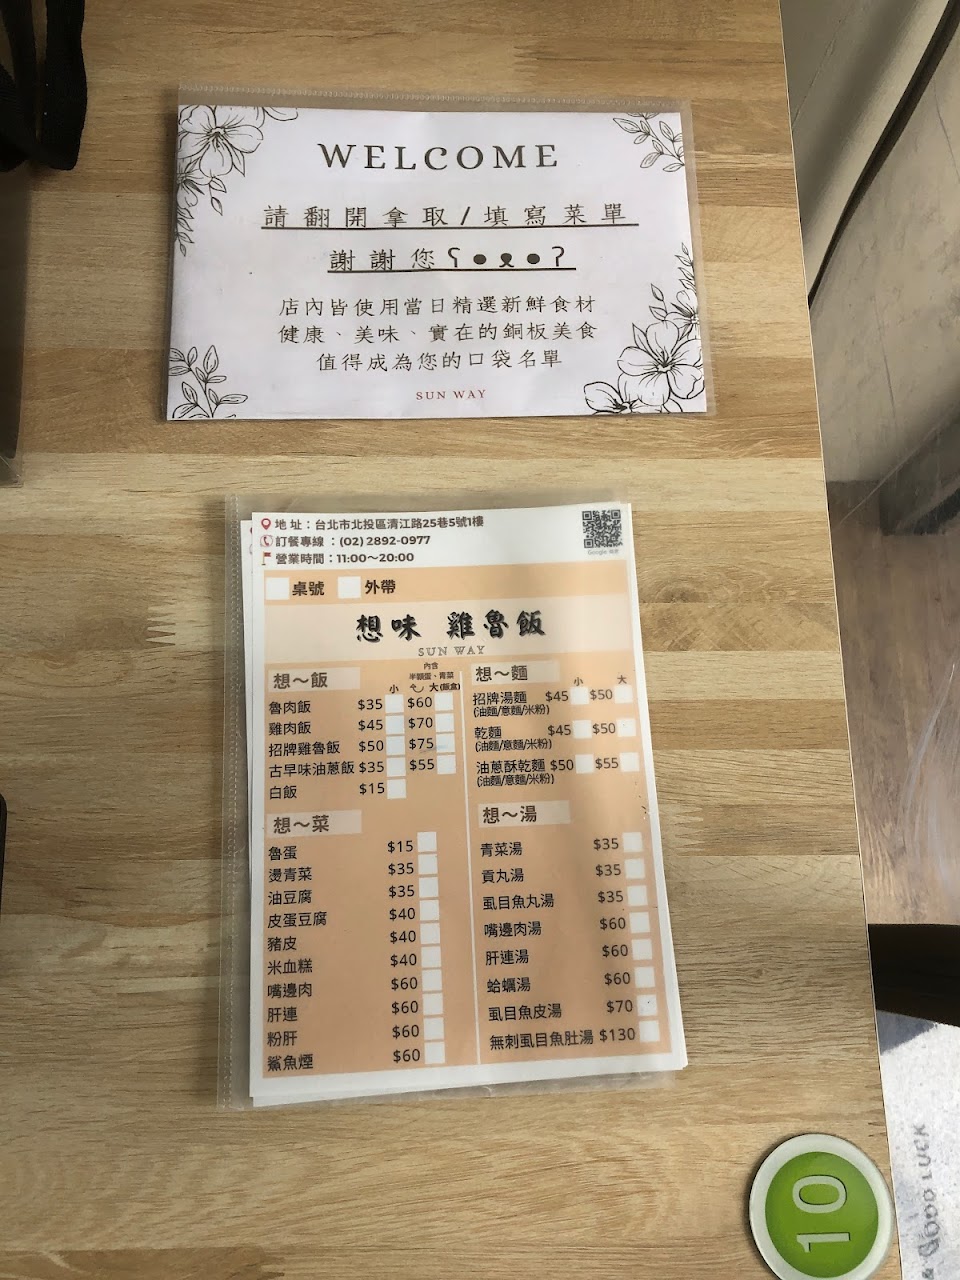 WELCOME
請翻開拿取/填寫菜單
謝謝您ʕ•ᴥ•ʔ
店內皆使用當日精選新鮮食材
健康、美味、實在的銅板美食
值得成為您的口袋名單
SUN WAY
地 址：台北市北投區清江路25巷5號1樓
訂餐專線：(02) 2892-0977
營業時間：11:00～20:00
桌號 外帶
想味 雞魯飯
SUN WAY
想～飯
內含
半顆蛋、青菜
小 大(飯盒)
魯肉飯 $35 $60
雞肉飯 $45 $70
招牌雞魯飯 $50 $75
古早味油蔥飯 $35 $55
白飯 $15
想～菜
魯蛋 $15
燙青菜 $35
油豆腐 $35
皮蛋豆腐 $40
豬皮 $40
米血糕 $40
嘴邊肉 $60
肝連 $60
粉肝 $60
鯊魚煙 $60
想～麵
小 大
招牌湯麵 $45 $50
(油麵/意麵/米粉)
乾麵 $45 $50
(油麵/意麵/米粉)
油蔥酥乾麵 $50 $55
(油麵/意麵/米粉)
想～湯
青菜湯 $35
貢丸湯 $35
虱目魚丸湯 $35
嘴邊肉湯 $60
肝連湯 $60
蛤蠣湯 $60
虱目魚皮湯 $70
無刺虱目魚肚湯 $130
10
GOOD LUCK